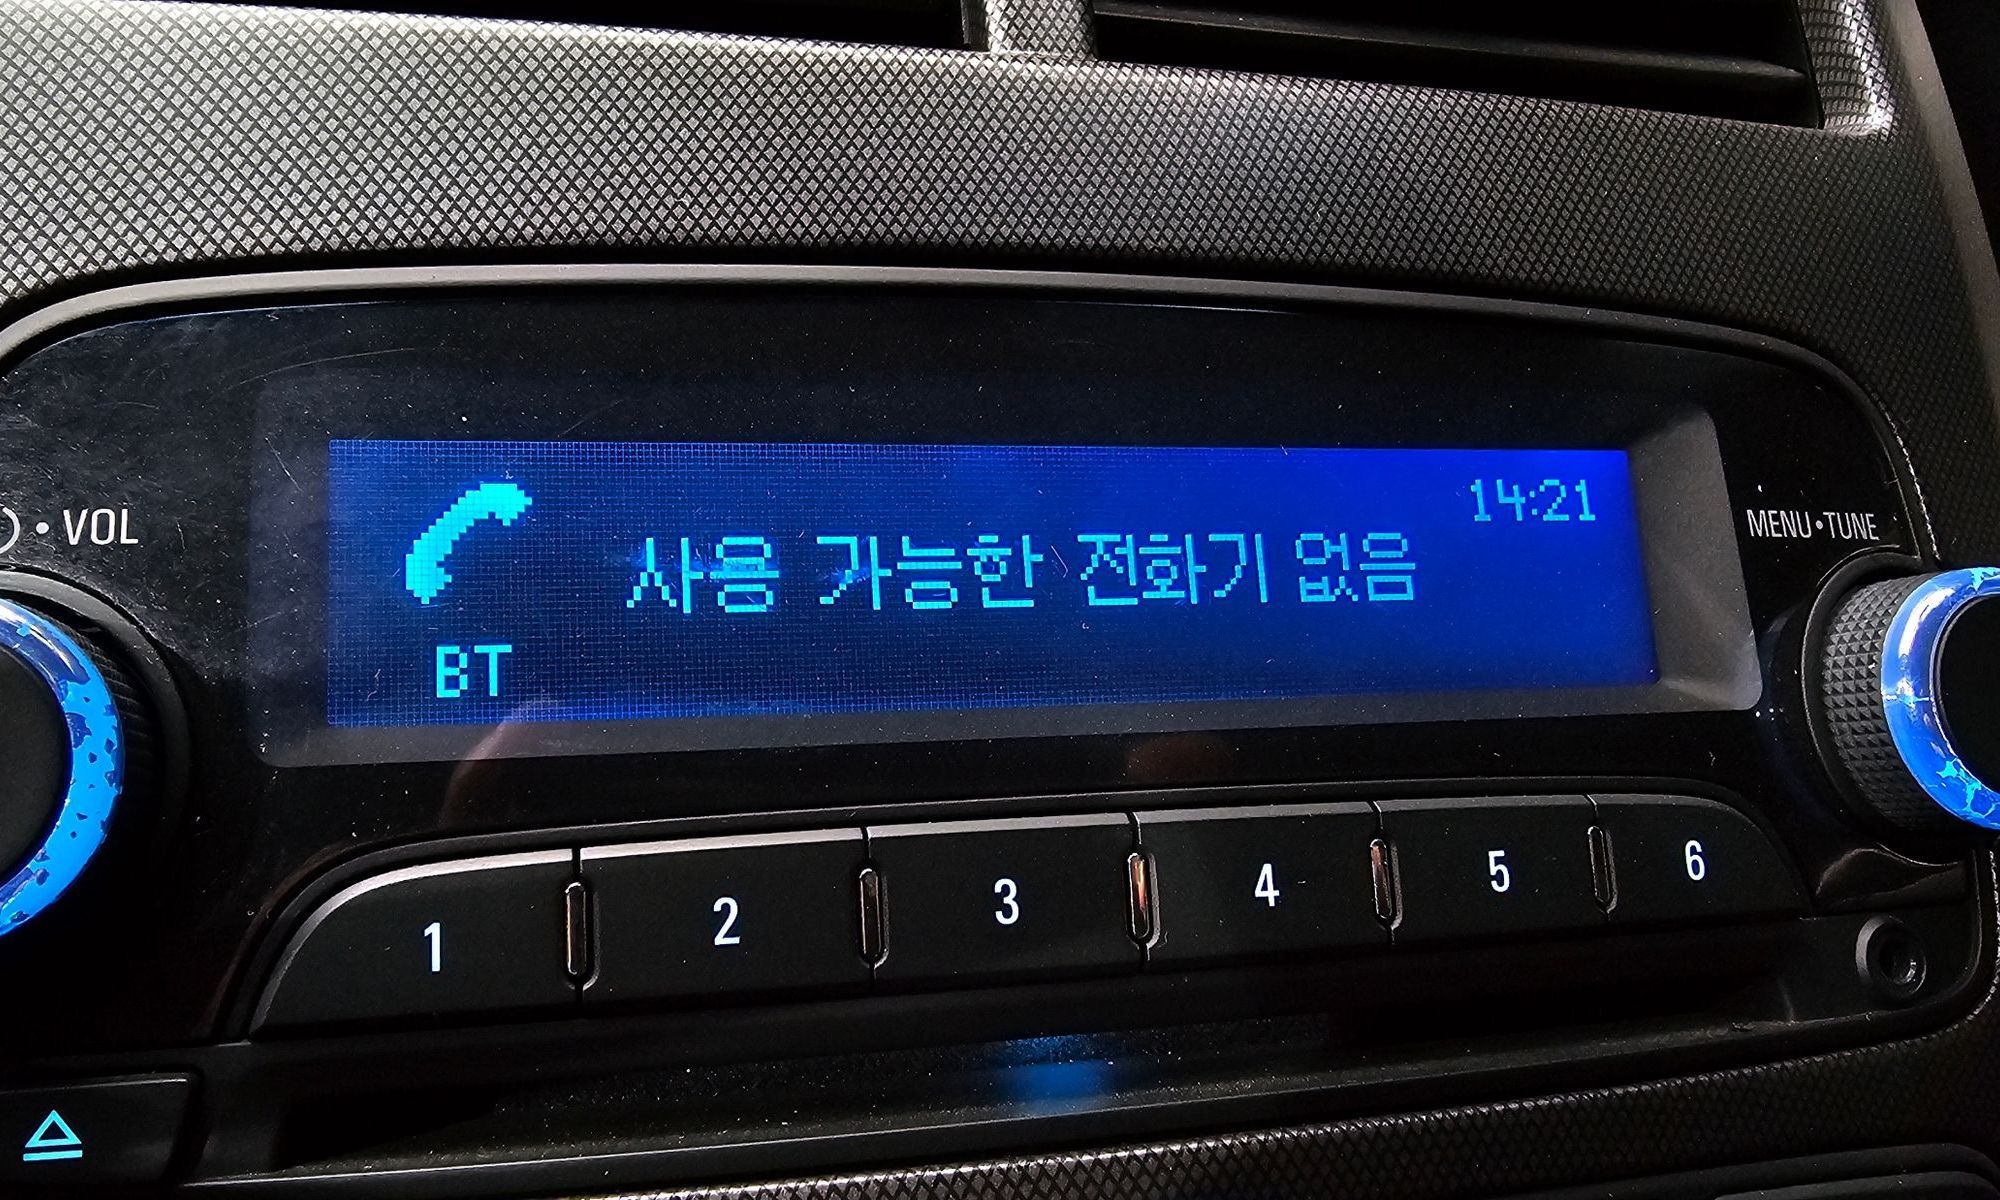 14:21
사용 가능한 전화기 없음
BT
VOL
MENU•TUNE
1 2 3 4 5 6